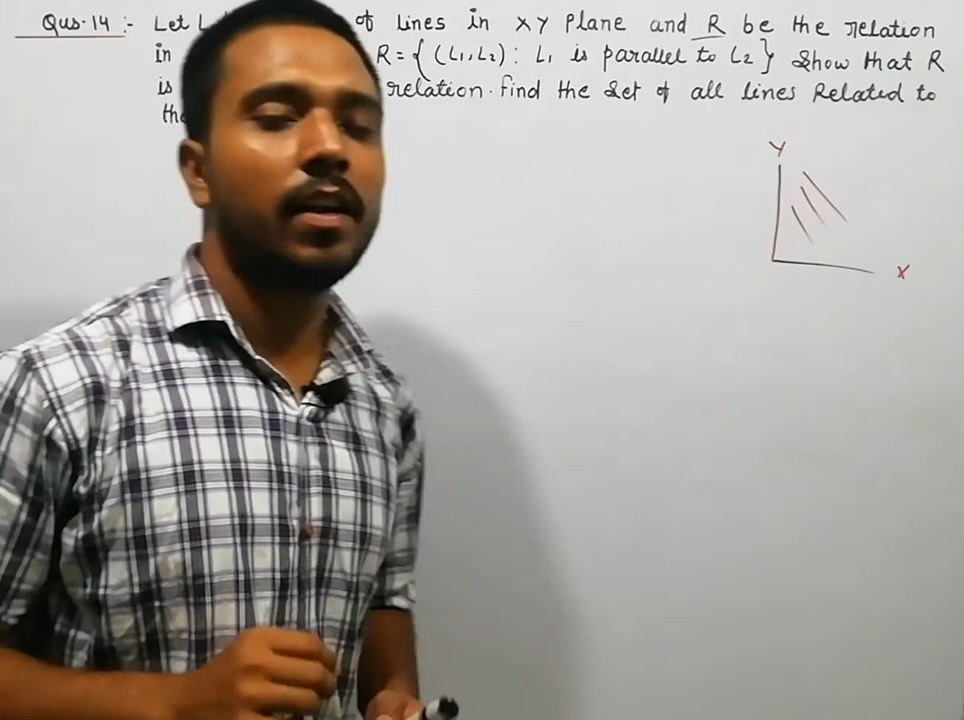 Qus.14 :- Let L of lines in XY Plane and R be the relation
in R = { (L1, L2) : L1 is parallel to L2 } Show that R
is relation. find the set of all lines Related to
the
Y
X